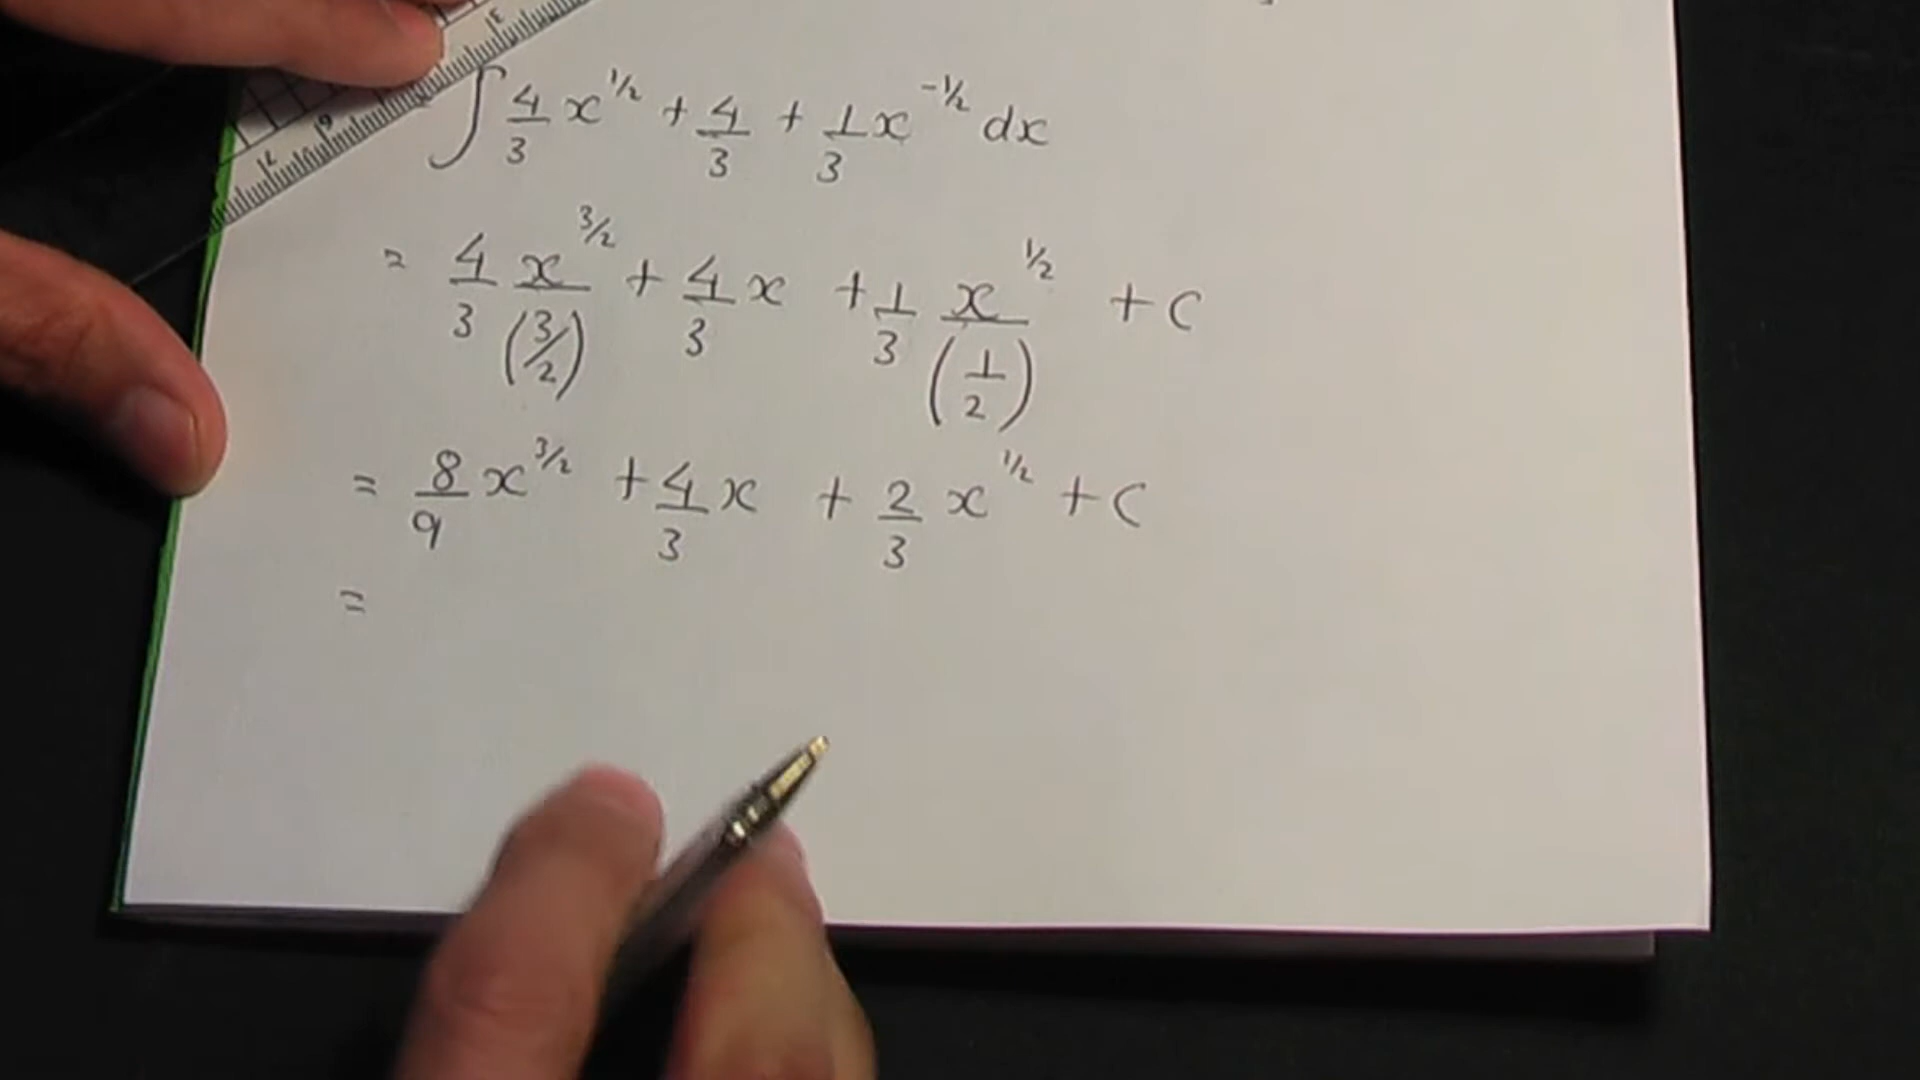 ∫ 4/3 x^1/2 + 4/3 + 1/3 x^-1/2 dx
= 4/3 x^3/2/(3/2) + 4/3 x + 1/3 x^1/2/(1/2) + C
= 8/9 x^3/2 + 4/3 x + 2/3 x^1/2 + C
=